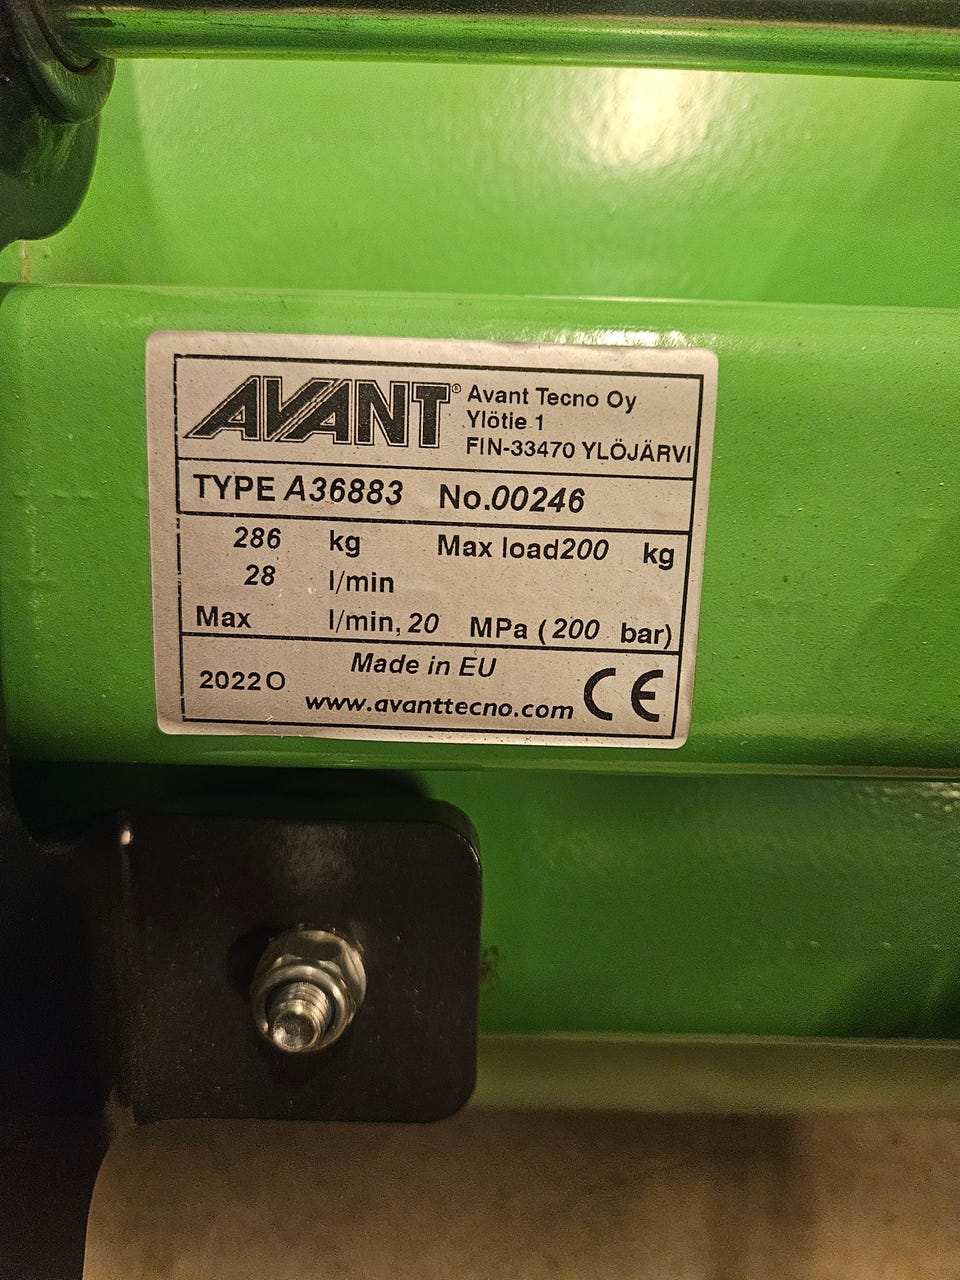 AVANT® Avant Tecno Oy
Ylötie 1
FIN-33470 YLÖJÄRVI
TYPE A36883 No.00246
286 kg Max load200 kg
28 l/min
Max l/min, 20 MPa (200 bar)
Made in EU
2022O www.avanttecno.com CE